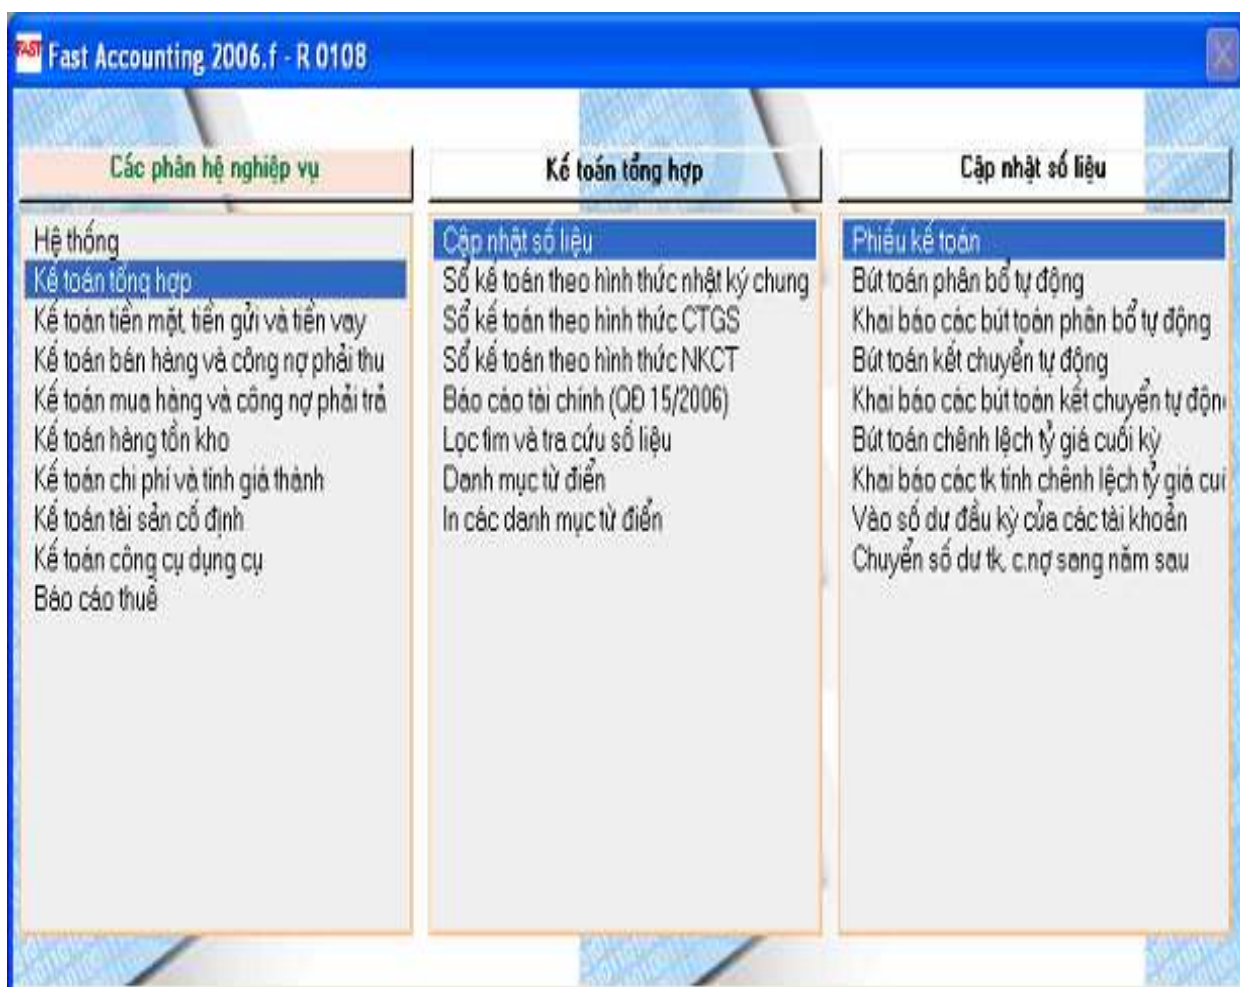 FAST Fast Accounting 2006.f - R 0108
Các phân hệ nghiệp vụ
Hệ thống
Kế toán tổng hợp
Kế toán tiền mặt, tiền gửi và tiền vay
Kế toán bán hàng và công nợ phải thu
Kế toán mua hàng và công nợ phải trả
Kế toán hàng tồn kho
Kế toán chi phí và tính giá thành
Kế toán tài sản cố định
Kế toán công cụ dụng cụ
Báo cáo thuế
Kế toán tổng hợp
Cập nhật số liệu
Sổ kế toán theo hình thức nhật ký chung
Sổ kế toán theo hình thức CTGS
Sổ kế toán theo hình thức NKCT
Báo cáo tài chính (QĐ 15/2006)
Lọc tìm và tra cứu số liệu
Danh mục từ điển
In các danh mục từ điển
Cập nhật số liệu
Phiếu kế toán
Bút toán phân bổ tự động
Khai báo các bút toán phân bổ tự động
Bút toán kết chuyển tự động
Khai báo các bút toán kết chuyển tự độn
Bút toán chênh lệch tỷ giá cuối kỳ
Khai báo các tk tính chênh lệch tỷ giá cuố
Vào số dư đầu kỳ của các tài khoản
Chuyển số dư tk, c.nợ sang năm sau